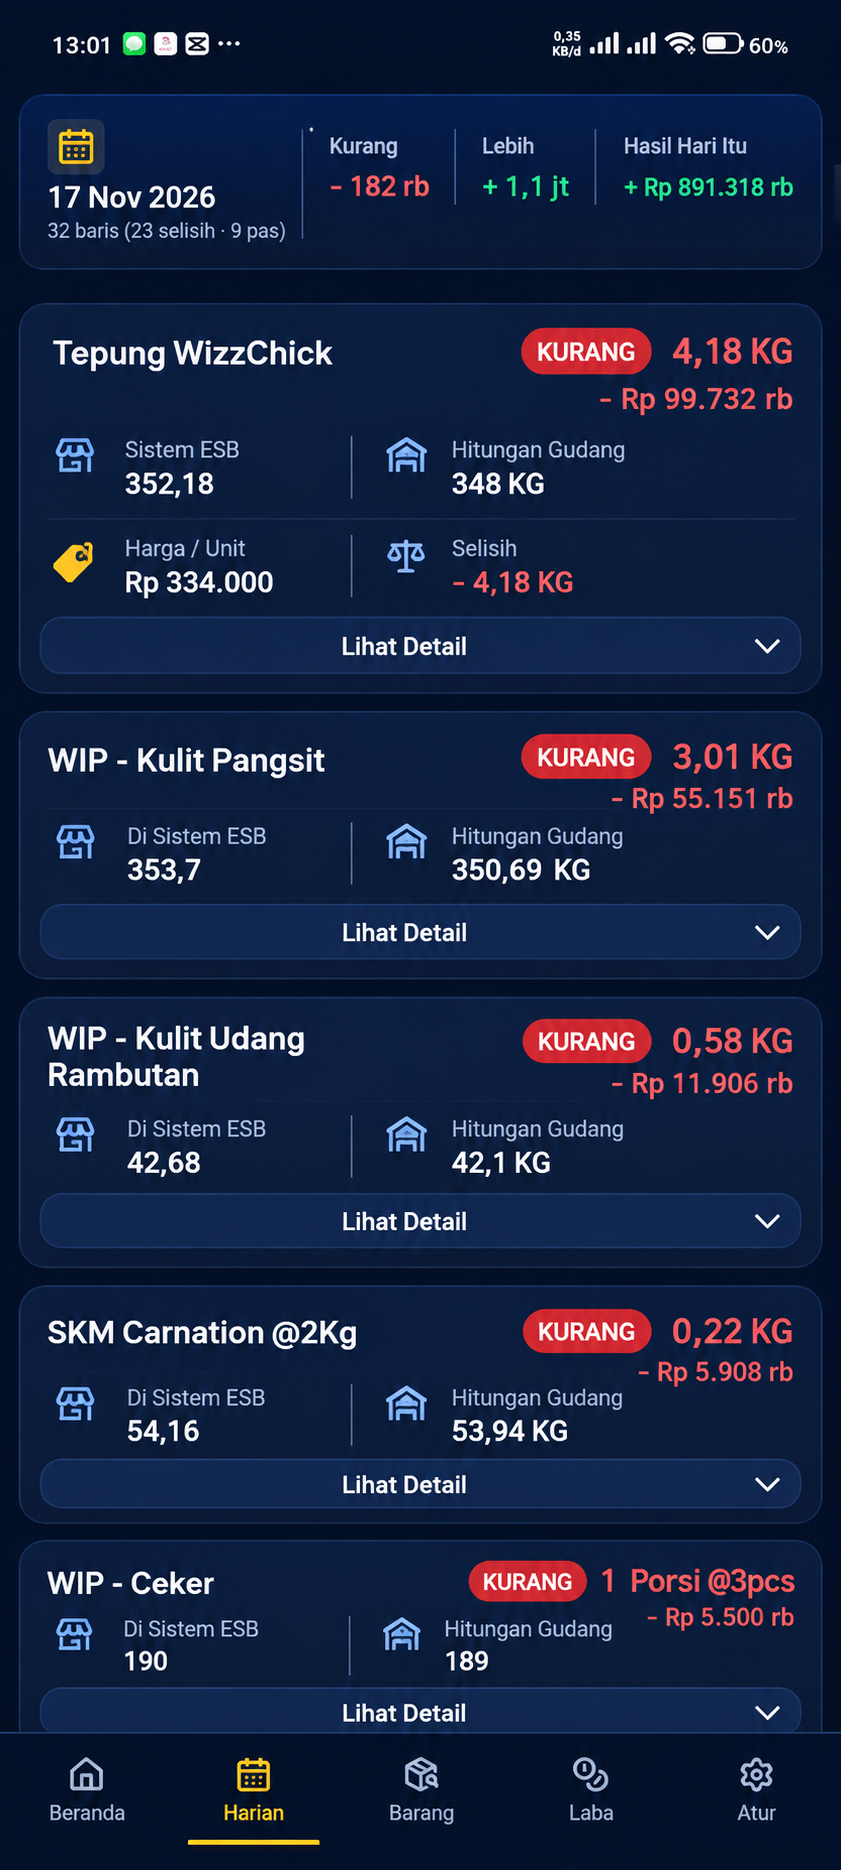 13:01
0,35
KB/d
60%
17 Nov 2026
32 baris (23 selisih · 9 pas)
Kurang
- 182 rb
Lebih
+ 1,1 jt
Hasil Hari Itu
+ Rp 891.318 rb
Tepung WizzChick
KURANG 4,18 KG
- Rp 99.732 rb
Sistem ESB
352,18
Hitungan Gudang
348 KG
Harga / Unit
Rp 334.000
Selisih
- 4,18 KG
Lihat Detail
WIP - Kulit Pangsit
KURANG 3,01 KG
- Rp 55.151 rb
Di Sistem ESB
353,7
Hitungan Gudang
350,69 KG
Lihat Detail
WIP - Kulit Udang
Rambutan
KURANG 0,58 KG
- Rp 11.906 rb
Di Sistem ESB
42,68
Hitungan Gudang
42,1 KG
Lihat Detail
SKM Carnation @2Kg
KURANG 0,22 KG
- Rp 5.908 rb
Di Sistem ESB
54,16
Hitungan Gudang
53,94 KG
Lihat Detail
WIP - Ceker
KURANG 1 Porsi @3pcs
- Rp 5.500 rb
Di Sistem ESB
190
Hitungan Gudang
189
Lihat Detail
Beranda
Harian
Barang
Laba
Atur